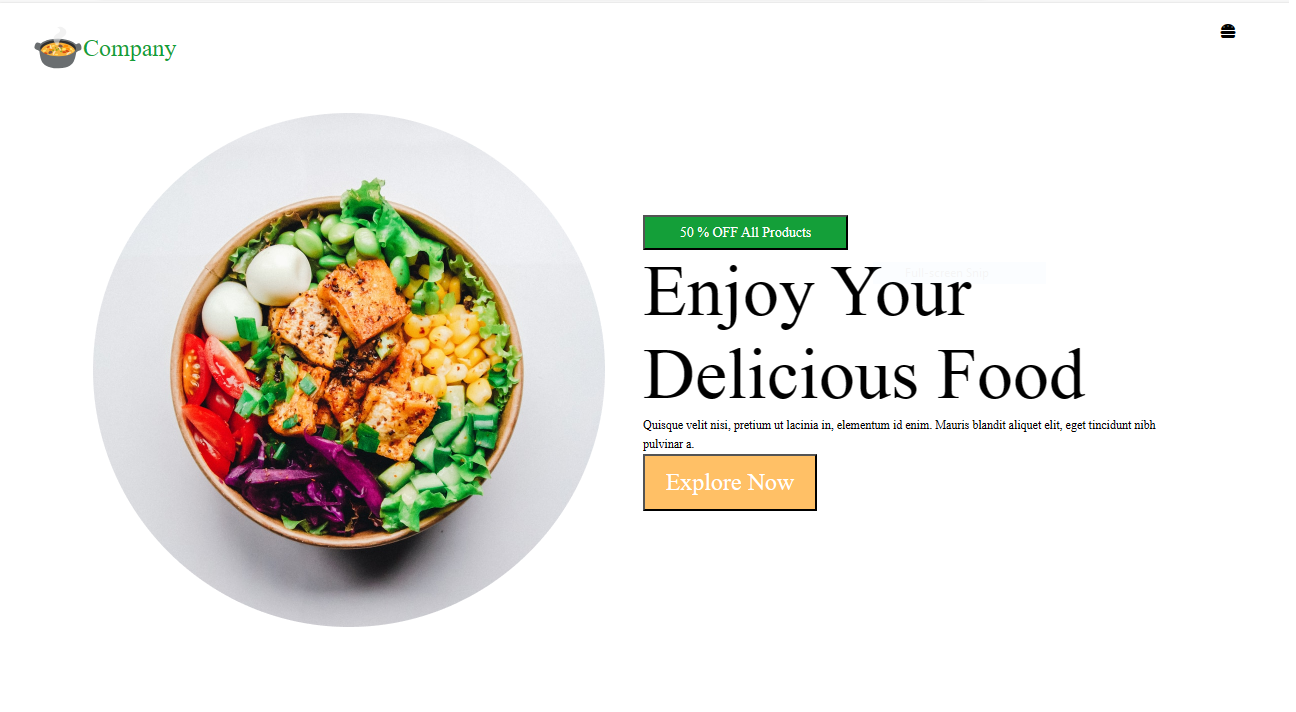 Company
50 % OFF All Products
Full-screen Snip
Enjoy Your
Delicious Food
Quisque velit nisi, pretium ut lacinia in, elementum id enim. Mauris blandit aliquet elit, eget tincidunt nibh
pulvinar a.
Explore Now